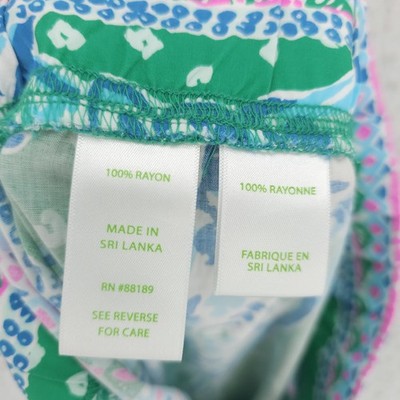 100% RAYON
MADE IN
SRI LANKA
RN #88189
SEE REVERSE
FOR CARE
100% RAYONNE
FABRIQUE EN
SRI LANKA